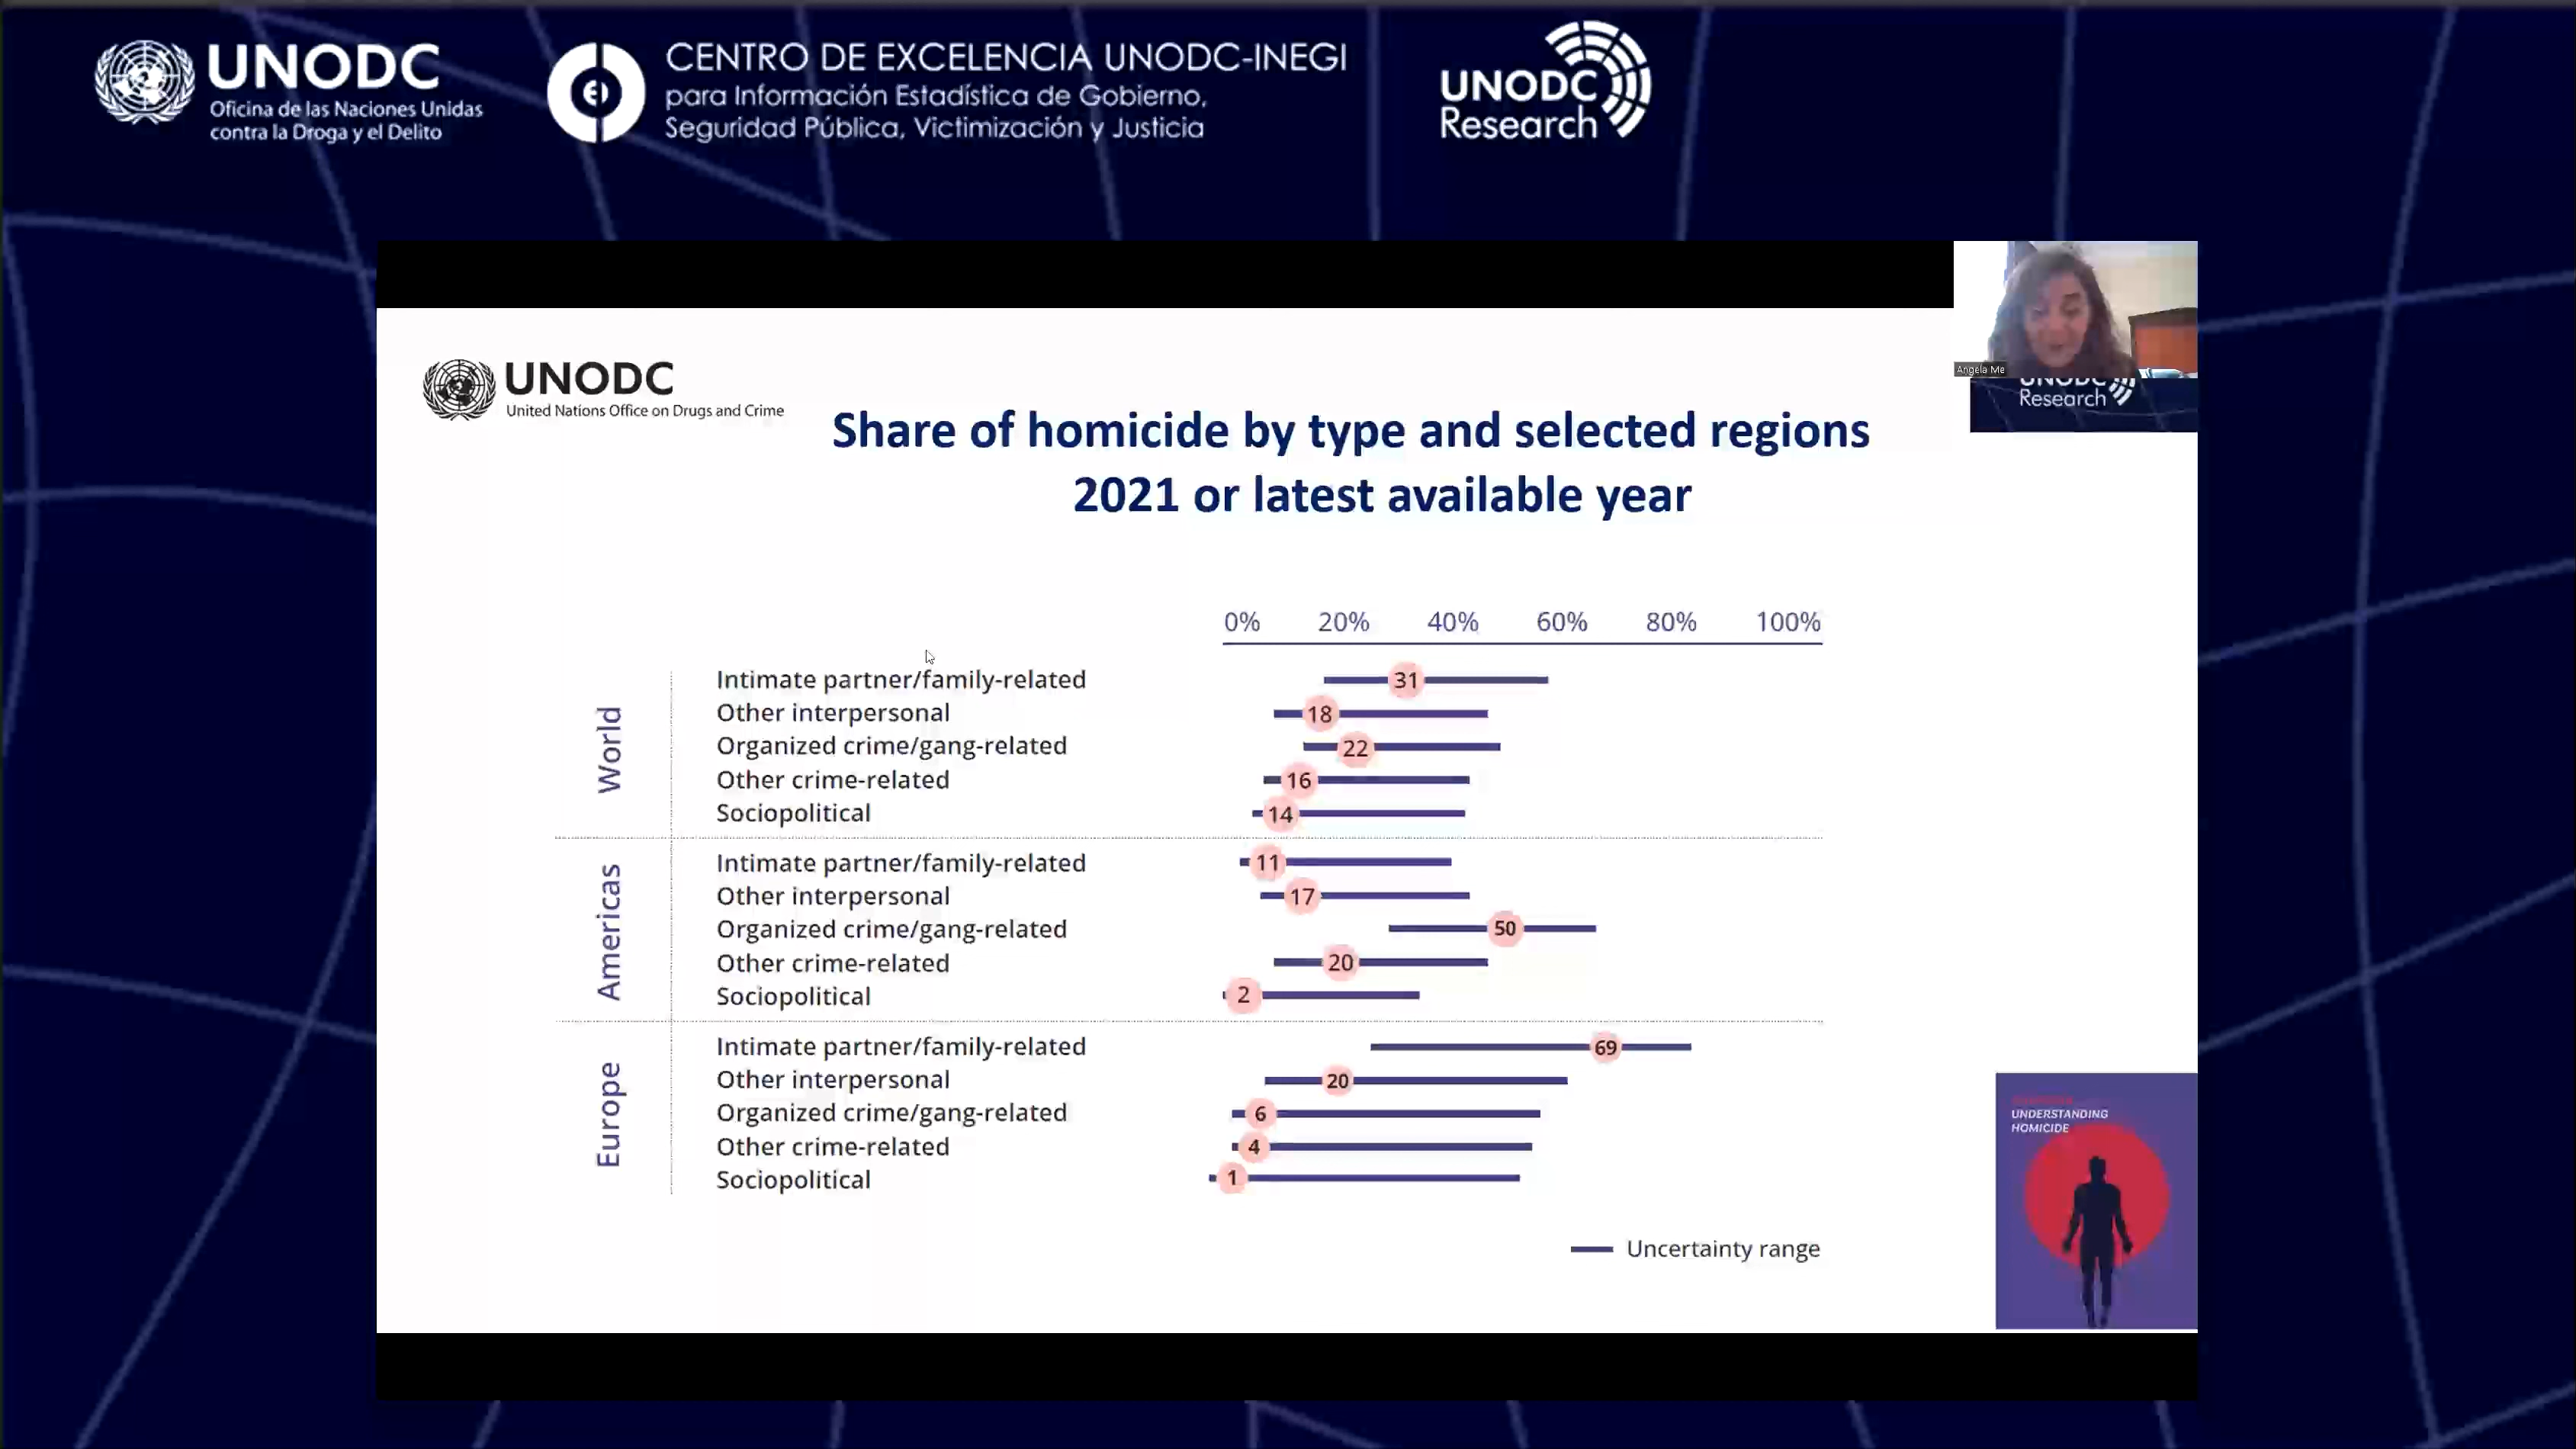 UNODC
Oficina de las Naciones Unidas
contra la Droga y el Delito
CENTRO DE EXCELENCIA UNODC-INEGI
para Información Estadística de Gobierno,
Seguridad Pública, Victimización y Justicia
UNODC
Research
Angela Me
UNODC
Research
UNODC
United Nations Office on Drugs and Crime
Share of homicide by type and selected regions
2021 or latest available year
0% 20% 40% 60% 80% 100%
World
Intimate partner/family-related 31
Other interpersonal 18
Organized crime/gang-related 22
Other crime-related 16
Sociopolitical 14
Americas
Intimate partner/family-related 11
Other interpersonal 17
Organized crime/gang-related 50
Other crime-related 20
Sociopolitical 2
Europe
Intimate partner/family-related 69
Other interpersonal 20
Organized crime/gang-related 6
Other crime-related 4
Sociopolitical 1
Uncertainty range
UNDERSTANDING
HOMICIDE